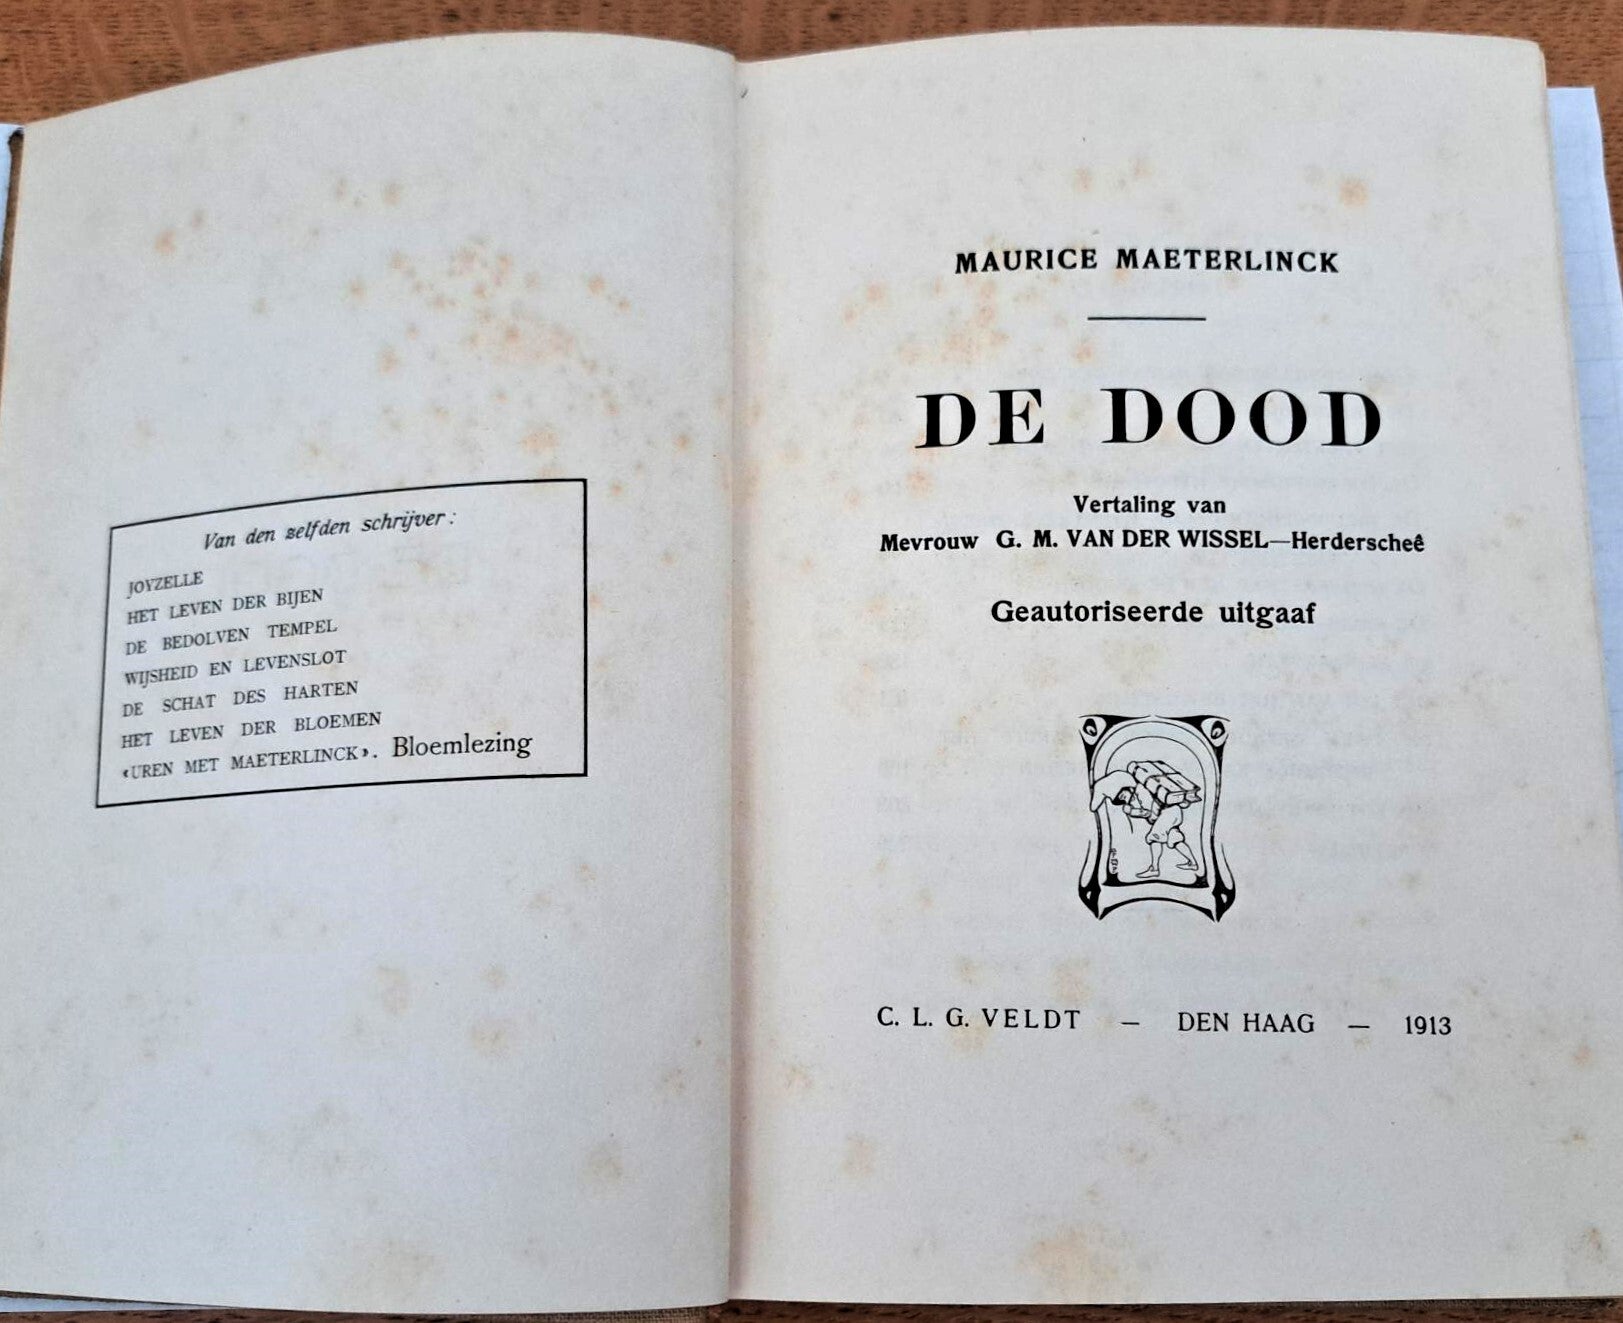 Van den zelfden schrijver:
JOYZELLE
HET LEVEN DER BIJEN
DE BEDOLVEN TEMPEL
WIJSHEID EN LEVENSLOT
DE SCHAT DES HARTEN
HET LEVEN DER BLOEMEN
«UREN MET MAETERLINCK». Bloemlezing
MAURICE MAETERLINCK
DE DOOD
Vertaling van
Mevrouw G. M. VAN DER WISSEL—Herderscheê
Geautoriseerde uitgaaf
C. L. G. VELDT — DEN HAAG — 1913